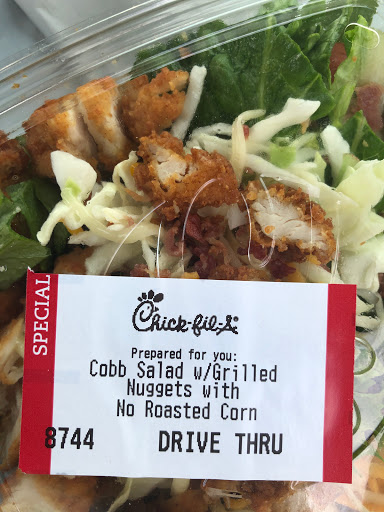 SPECIAL
Chick-fil-A
Prepared for you:
Cobb Salad w/Grilled
Nuggets with
No Roasted Corn
8744 DRIVE THRU